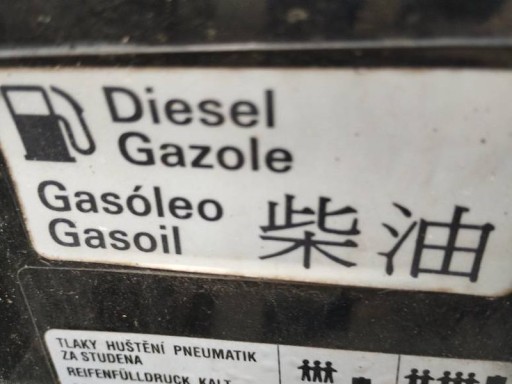 Diesel
Gazole
Gasóleo
Gasoil
柴油
TLAKY HUŠTĚNÍ PNEUMATIK
ZA STUDENA
REIFENFÜLLDRUCK KALT